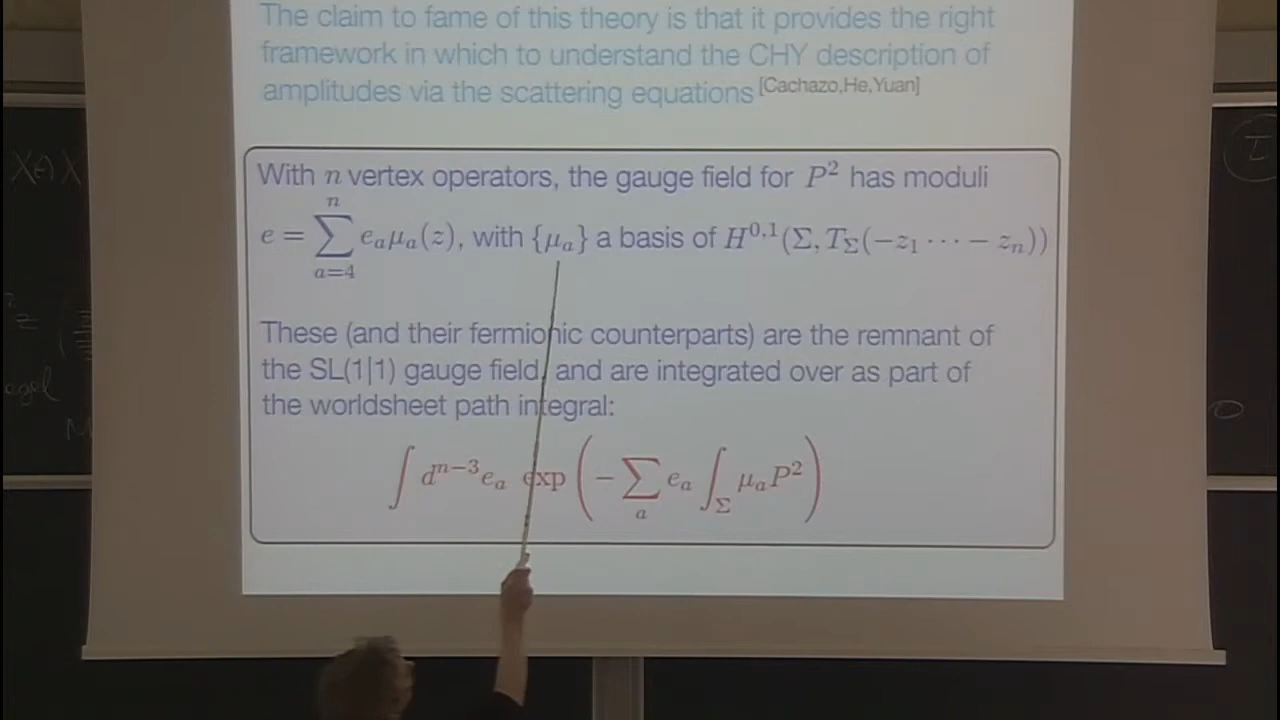 The claim to fame of this theory is that it provides the right
framework in which to understand the CHY description of
amplitudes via the scattering equations [Cachazo,He,Yuan]
With n vertex operators, the gauge field for P² has moduli
e = ∑_{a=4}^{n} e_a μ_a(z), with {μ_a} a basis of H^{0,1}(Σ, T_Σ(−z₁ ⋯ − z_n))
These (and their fermionic counterparts) are the remnant of
the SL(1|1) gauge field, and are integrated over as part of
the worldsheet path integral:
∫ d^{n−3}e_a exp(−∑_a e_a ∫_Σ μ_a P²)